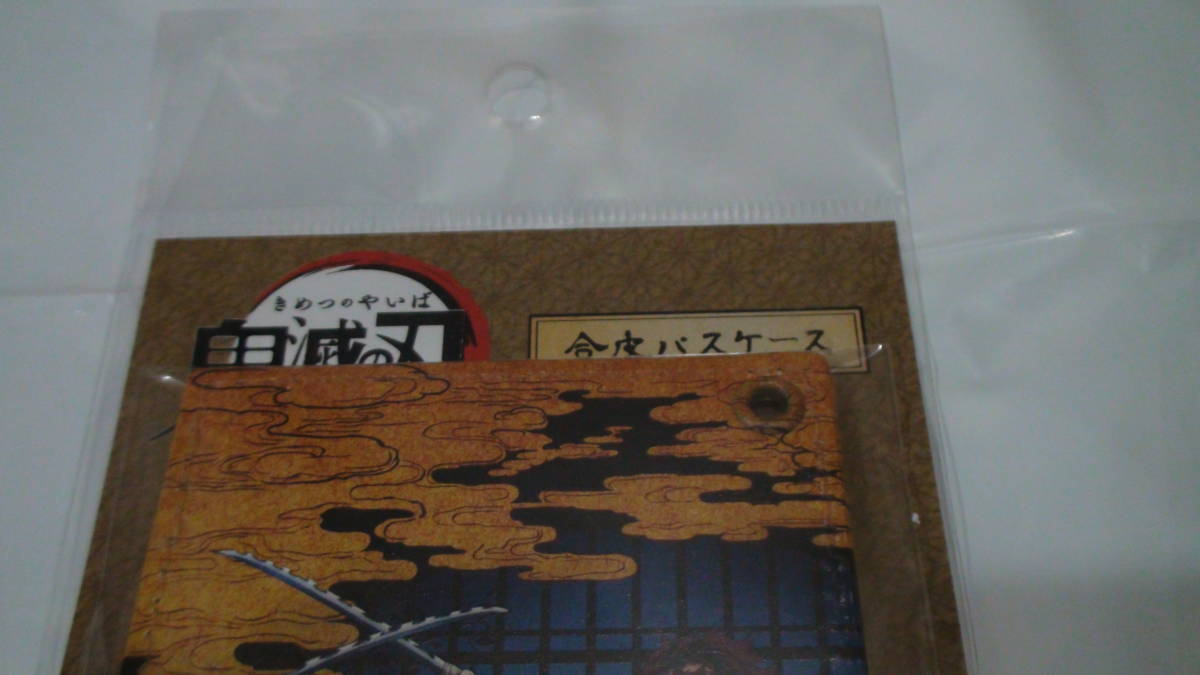 きめつのやいば
鬼滅の刃
合皮パスケース